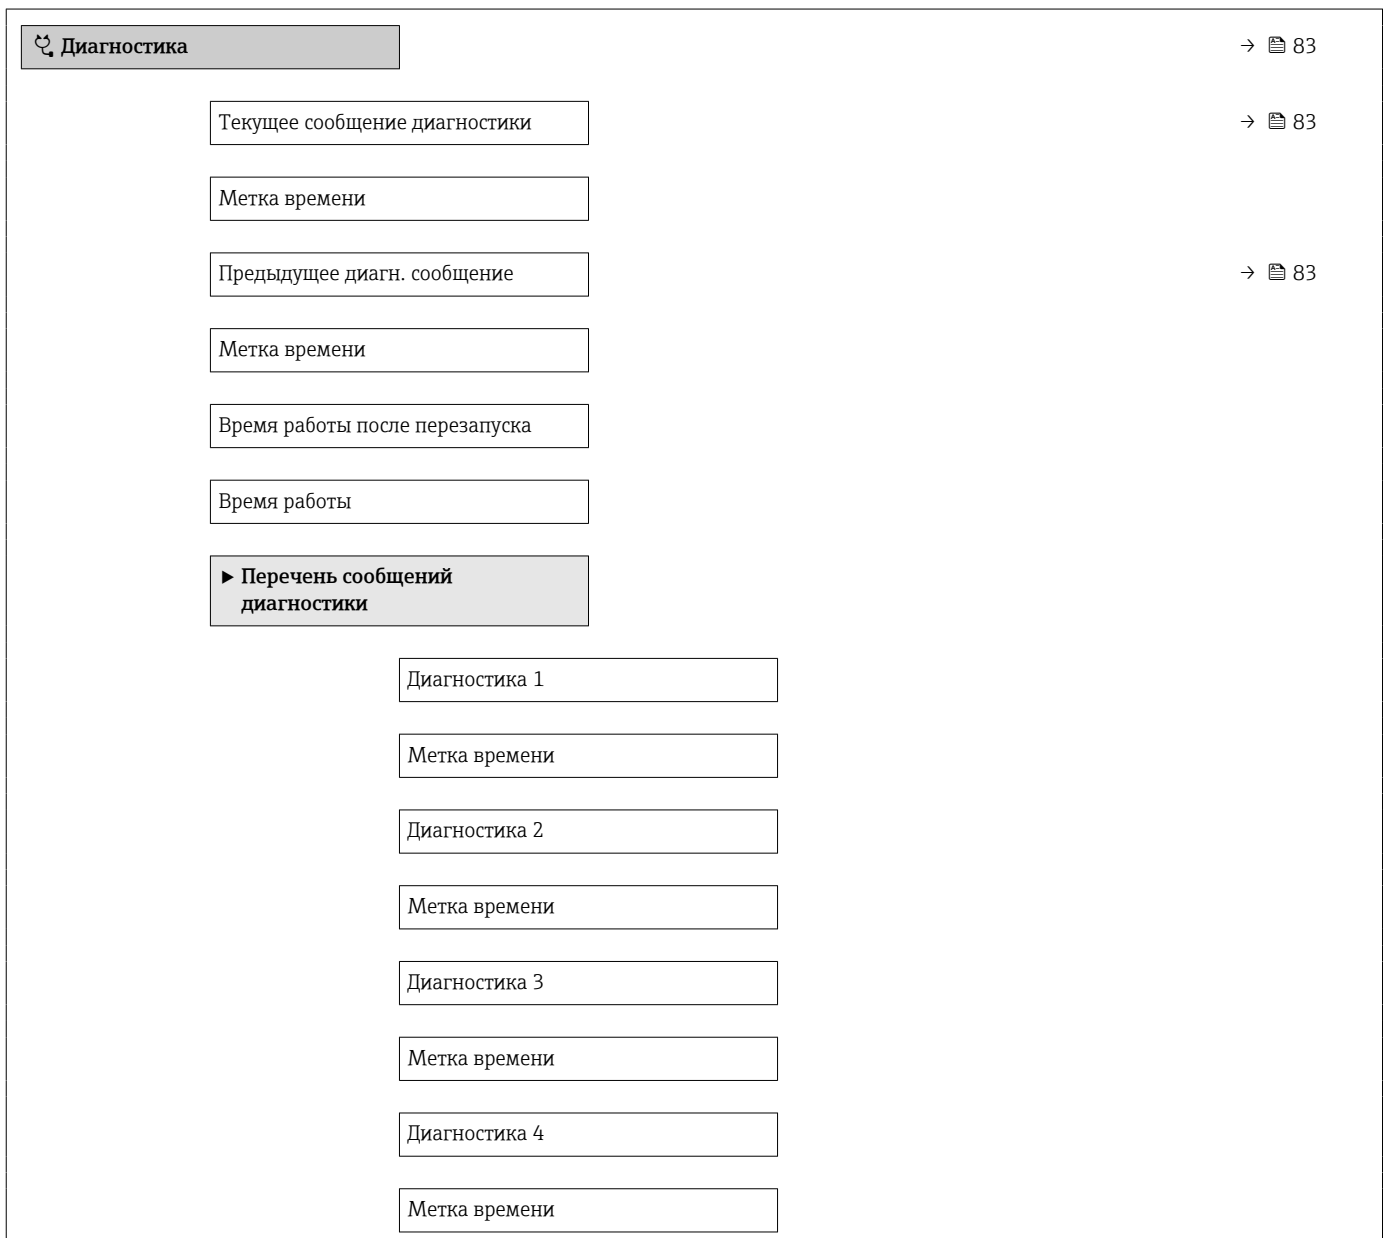 Диагностика → 83
Текущее сообщение диагностики → 83
Метка времени
Предыдущее диагн. сообщение → 83
Метка времени
Время работы после перезапуска
Время работы
▶ Перечень сообщений
диагностики
Диагностика 1
Метка времени
Диагностика 2
Метка времени
Диагностика 3
Метка времени
Диагностика 4
Метка времени